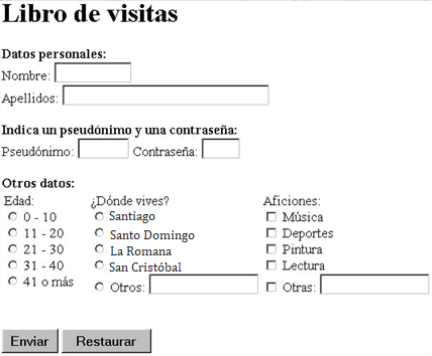 Libro de visitas
Datos personales:
Nombre:
Apellidos:
Indica un pseudónimo y una contraseña:
Pseudónimo: Contraseña:
Otros datos:
Edad: ¿Dónde vives? Aficiones:
0 - 10 Santiago Música
11 - 20 Santo Domingo Deportes
21 - 30 La Romana Pintura
31 - 40 San Cristóbal Lectura
41 o más Otros: Otras:
Enviar Restaurar